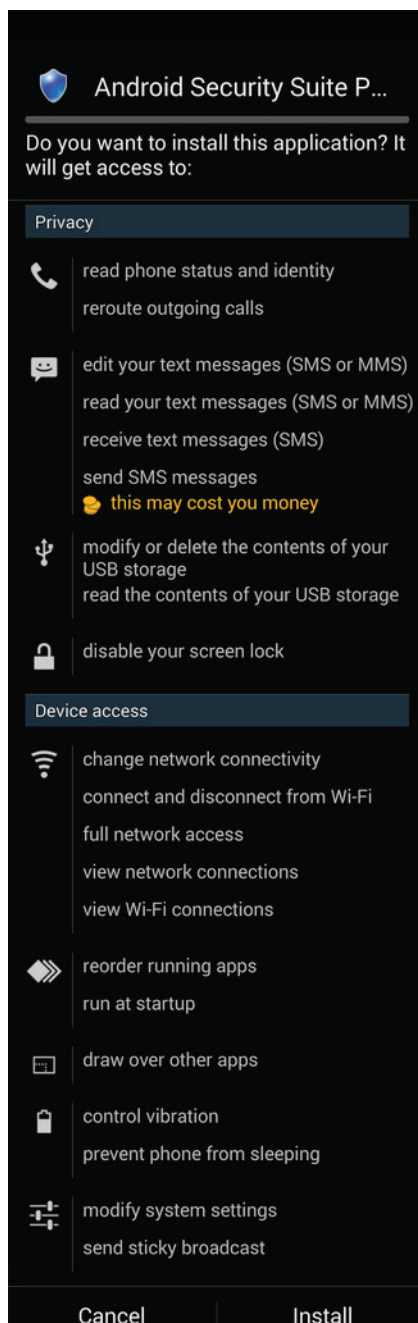 Android Security Suite P...
Do you want to install this application? It
will get access to:
Privacy
read phone status and identity
reroute outgoing calls
edit your text messages (SMS or MMS)
read your text messages (SMS or MMS)
receive text messages (SMS)
send SMS messages
this may cost you money
modify or delete the contents of your
USB storage
read the contents of your USB storage
disable your screen lock
Device access
change network connectivity
connect and disconnect from Wi-Fi
full network access
view network connections
view Wi-Fi connections
reorder running apps
run at startup
draw over other apps
control vibration
prevent phone from sleeping
modify system settings
send sticky broadcast
Cancel Install